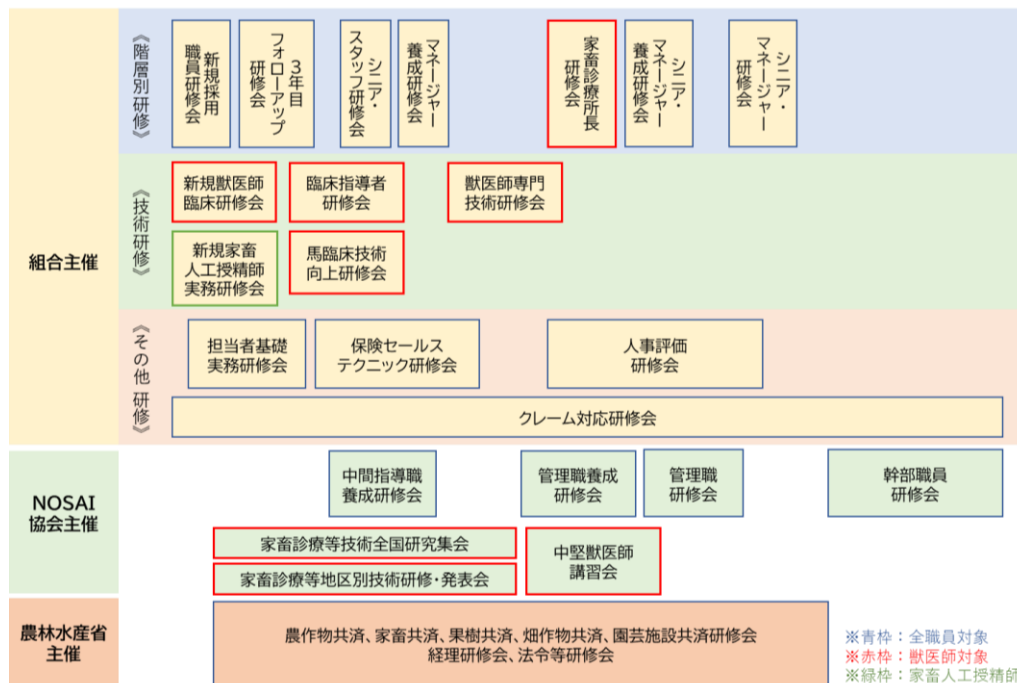 組合主催
《階層別研修》
新規採用
職員研修会
3年目
フォローアップ
研修会
シニア・
スタッフ研修会
マネージャー
養成研修会
家畜診療所長
研修会
シニア・
マネージャー
養成研修会
シニア・
マネージャー
研修会
《技術研修》
新規獣医師
臨床研修会
臨床指導者
研修会
獣医師専門
技術研修会
新規家畜
人工授精師
実務研修会
馬臨床技術
向上研修会
《その他 研修》
担当者基礎
実務研修会
保険セールス
テクニック研修会
人事評価
研修会
クレーム対応研修会
NOSAI
協会主催
中間指導職
養成研修会
管理職養成
研修会
管理職
研修会
幹部職員
研修会
家畜診療等技術全国研究集会
家畜診療等地区別技術研修・発表会
中堅獣医師
講習会
農林水産省
主催
農作物共済、家畜共済、果樹共済、畑作物共済、園芸施設共済研修会
経理研修会、法令等研修会
※青枠：全職員対象
※赤枠：獣医師対象
※緑枠：家畜人工授精師